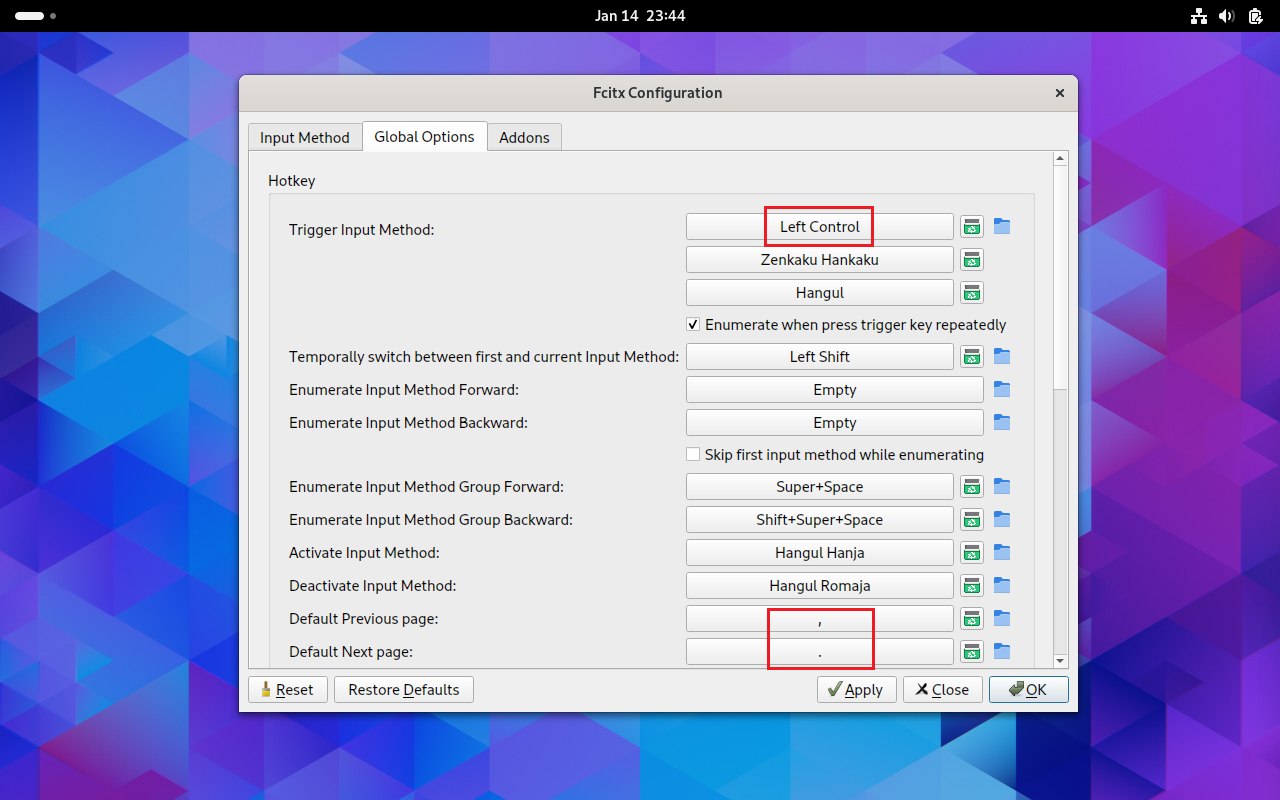 Jan 14 23:44
Fcitx Configuration
Input Method
Global Options
Addons
Hotkey
Trigger Input Method:
Left Control
Zenkaku Hankaku
Hangul
Enumerate when press trigger key repeatedly
Temporally switch between first and current Input Method:
Left Shift
Enumerate Input Method Forward:
Empty
Enumerate Input Method Backward:
Empty
Skip first input method while enumerating
Enumerate Input Method Group Forward:
Super+Space
Enumerate Input Method Group Backward:
Shift+Super+Space
Activate Input Method:
Hangul Hanja
Deactivate Input Method:
Hangul Romaja
Default Previous page:
,
Default Next page:
.
Reset
Restore Defaults
Apply
Close
OK